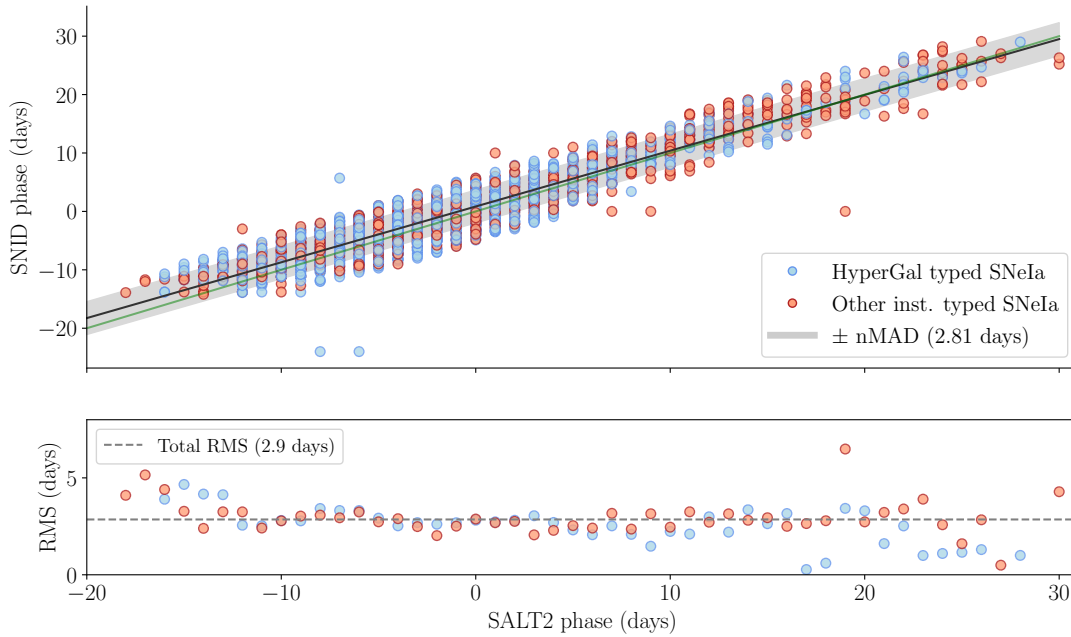 30
20
10
0
−10
−20
SNID phase (days)
HyperGal typed SNeIa
Other inst. typed SNeIa
± nMAD (2.81 days)
Total RMS (2.9 days)
5
0
RMS (days)
−20
−10
0
10
20
30
SALT2 phase (days)